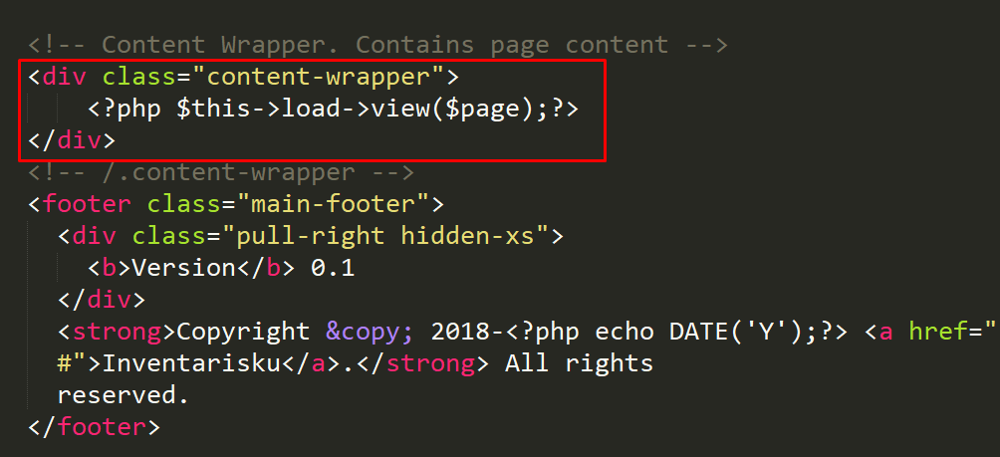 <!-- Content Wrapper. Contains page content -->
<div class="content-wrapper">
<?php $this->load->view($page);?>
</div>
<!-- /.content-wrapper -->
<footer class="main-footer">
<div class="pull-right hidden-xs">
<b>Version</b> 0.1
</div>
<strong>Copyright &copy; 2018-<?php echo DATE('Y');?> <a href="
#">Inventarisku</a>.</strong> All rights
reserved.
</footer>